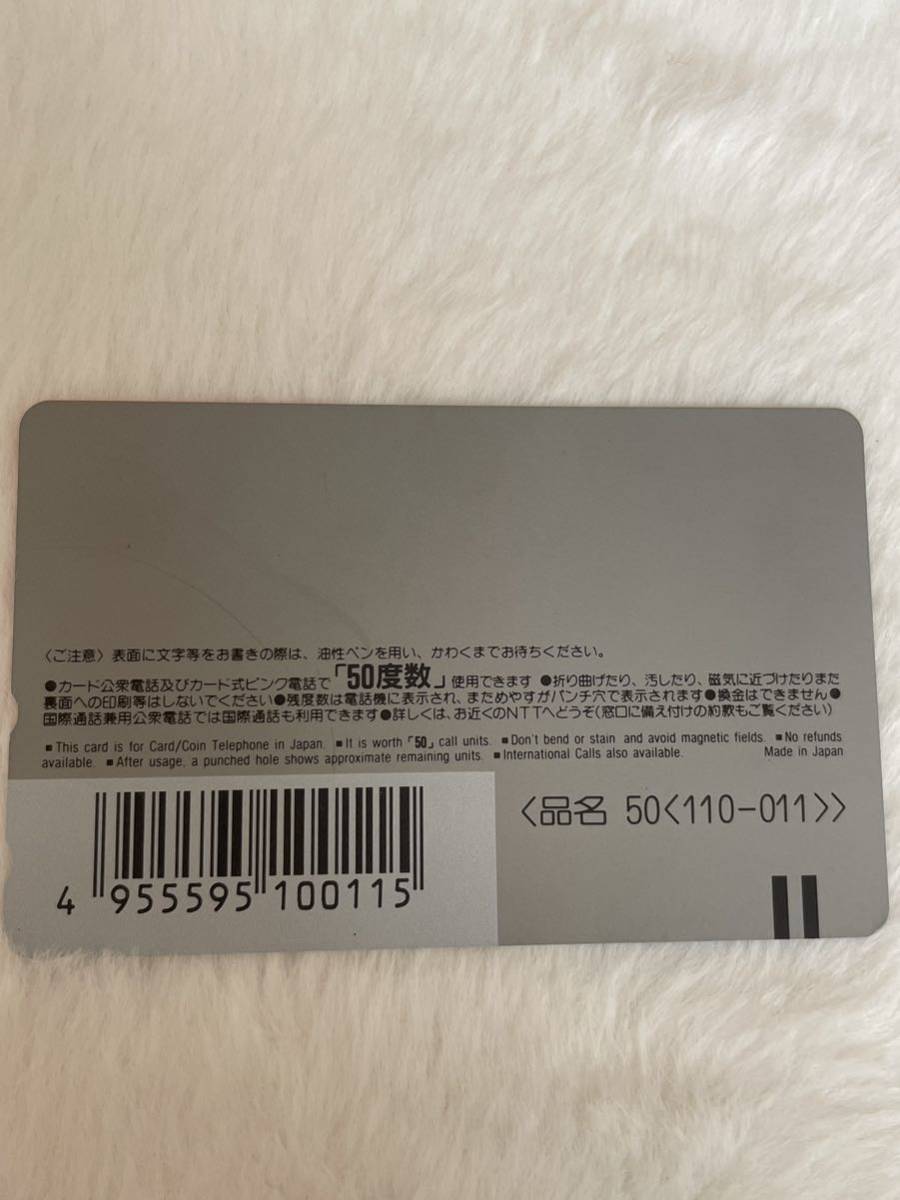 〈ご注意〉表面に文字等をお書きの際は、油性ペンを用い、かわくまでお待ちください。
●カード公衆電話及びカード式ピンク電話で「50度数」使用できます ●折り曲げたり、汚したり、磁気に近づけたりまた
裏面への印刷等はしないでください●残度数は電話機に表示され、まためやすがパンチ穴で表示されます●換金はできません●
国際通話兼用公衆電話では国際通話も利用できます●詳しくは、お近くのNTTへどうぞ(窓口に備え付けの約款もご覧ください)
■This card is for Card/Coin Telephone in Japan. ■It is worth「50」call units. ■Don't bend or stain and avoid magnetic fields. ■No refunds
available. ■After usage, a punched hole shows approximate remaining units. ■International Calls also available. Made in Japan
〈品名 50〈110-011〉〉
4 955595 100115